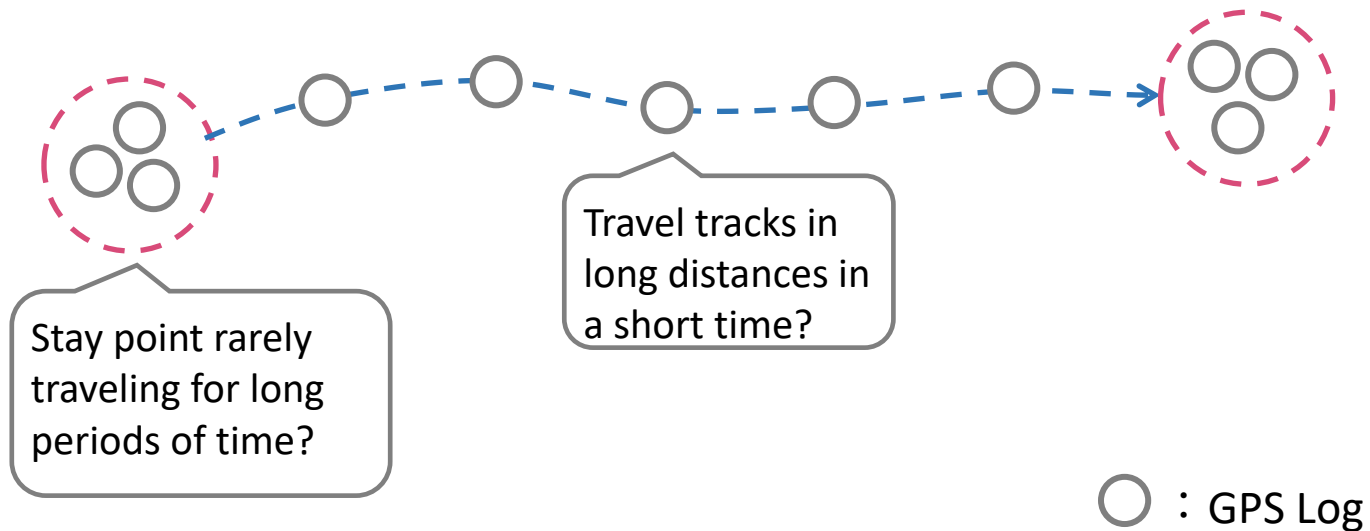 Travel tracks in
long distances in
a short time?
Stay point rarely
traveling for long
periods of time?
: GPS Log